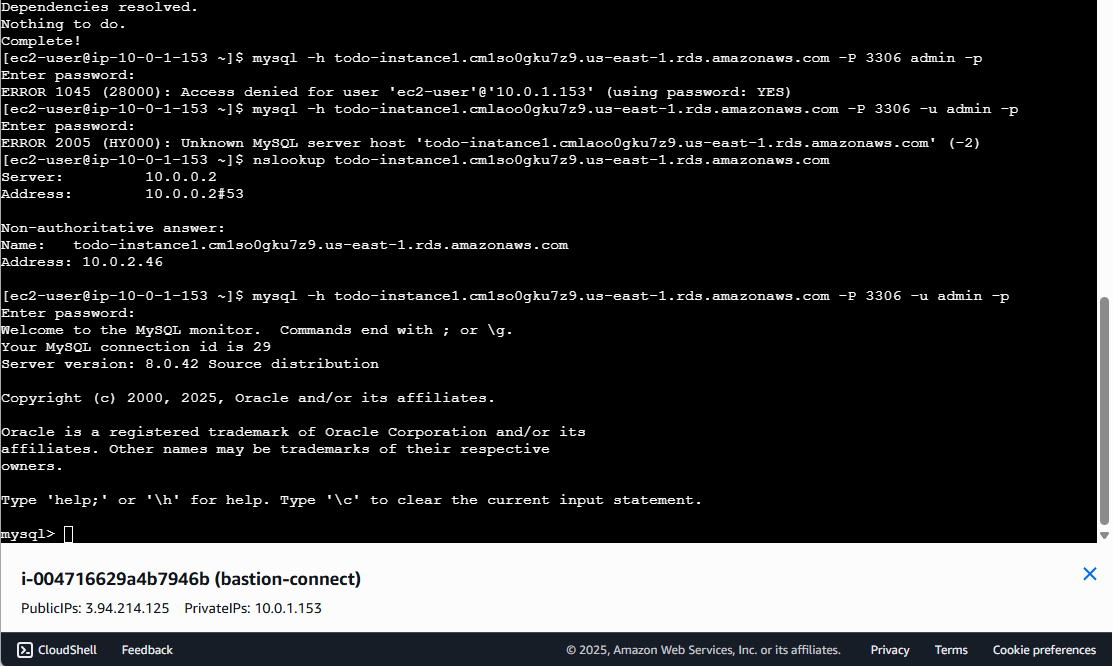 Dependencies resolved.
Nothing to do.
Complete!
[ec2-user@ip-10-0-1-153 ~]$ mysql -h todo-instance1.cm1so0gku7z9.us-east-1.rds.amazonaws.com -P 3306 admin -p
Enter password:
ERROR 1045 (28000): Access denied for user 'ec2-user'@'10.0.1.153' (using password: YES)
[ec2-user@ip-10-0-1-153 ~]$ mysql -h todo-inatance1.cmlaoo0gku7z9.us-east-1.rds.amazonaws.com -P 3306 -u admin -p
Enter password:
ERROR 2005 (HY000): Unknown MySQL server host 'todo-inatance1.cmlaoo0gku7z9.us-east-1.rds.amazonaws.com' (-2)
[ec2-user@ip-10-0-1-153 ~]$ nslookup todo-instance1.cm1so0gku7z9.us-east-1.rds.amazonaws.com
Server: 10.0.0.2
Address: 10.0.0.2#53
Non-authoritative answer:
Name: todo-instance1.cm1so0gku7z9.us-east-1.rds.amazonaws.com
Address: 10.0.2.46
[ec2-user@ip-10-0-1-153 ~]$ mysql -h todo-instance1.cm1so0gku7z9.us-east-1.rds.amazonaws.com -P 3306 -u admin -p
Enter password:
Welcome to the MySQL monitor.  Commands end with ; or \g.
Your MySQL connection id is 29
Server version: 8.0.42 Source distribution
Copyright (c) 2000, 2025, Oracle and/or its affiliates.
Oracle is a registered trademark of Oracle Corporation and/or its
affiliates. Other names may be trademarks of their respective
owners.
Type 'help;' or '\h' for help. Type '\c' to clear the current input statement.
mysql>
i-004716629a4b7946b (bastion-connect)
PublicIPs: 3.94.214.125 PrivateIPs: 10.0.1.153
CloudShell Feedback © 2025, Amazon Web Services, Inc. or its affiliates. Privacy Terms Cookie preferences